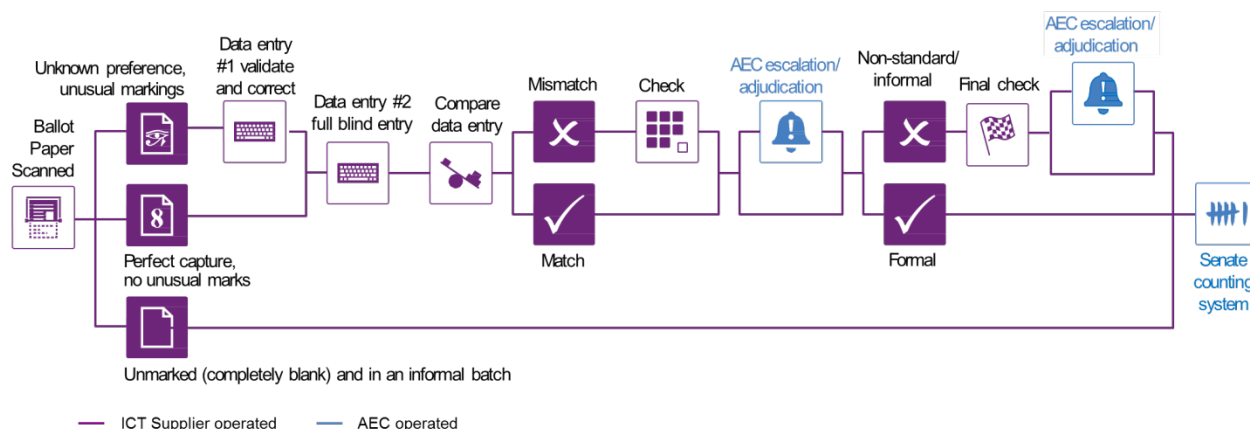 Unknown preference,
unusual markings
Ballot
Paper
Scanned
8
Perfect capture,
no unusual marks
Unmarked (completely blank) and in an informal batch
Data entry
#1 validate
and correct
Data entry #2
full blind entry
Compare
data entry
Mismatch
Match
Check
AEC escalation/
adjudication
Non-standard/
informal
Formal
Final check
AEC escalation/
adjudication
Senate
counting
system
ICT Supplier operated
AEC operated